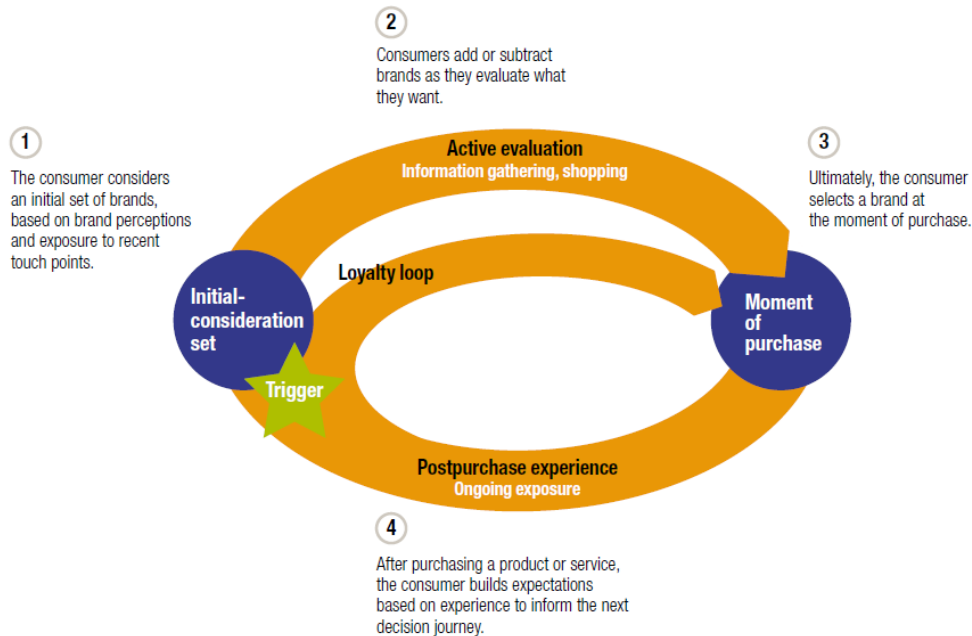 1
The consumer considers
an initial set of brands,
based on brand perceptions
and exposure to recent
touch points.
2
Consumers add or subtract
brands as they evaluate what
they want.
3
Ultimately, the consumer
selects a brand at
the moment of purchase.
Active evaluation
Information gathering, shopping
Loyalty loop
Initial-
consideration
set
Trigger
Moment
of
purchase
Postpurchase experience
Ongoing exposure
4
After purchasing a product or service,
the consumer builds expectations
based on experience to inform the next
decision journey.